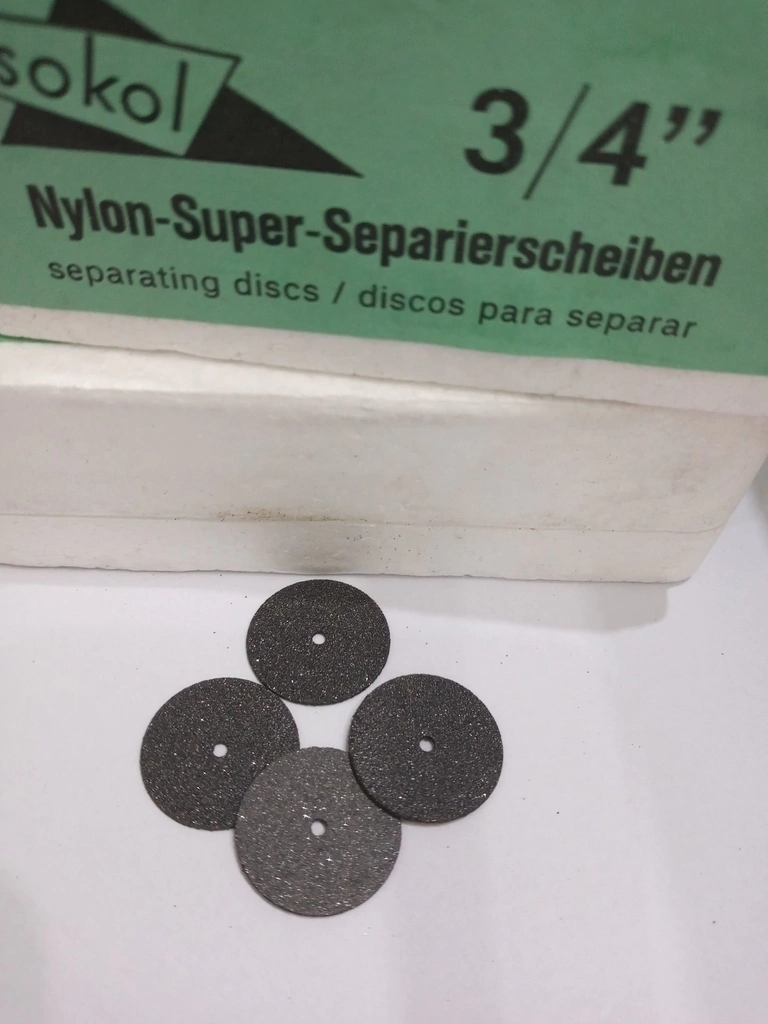 sokol
3/4”
Nylon-Super-Separierscheiben
separating discs / discos para separar